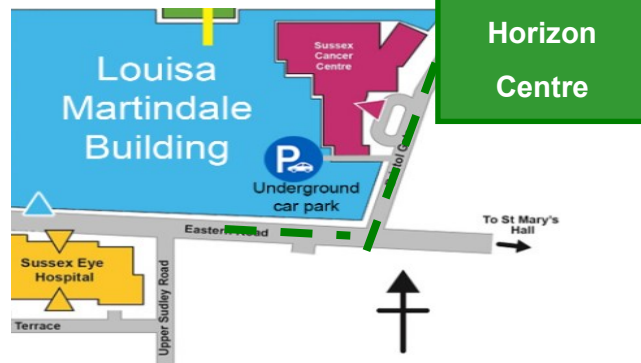 Horizon
Centre
Sussex
Cancer
Centre
Louisa
Martindale
Building
P
Underground
car park
Eastern Road
To St Mary's
Hall
Sussex Eye
Hospital
Upper Sudley Road
Terrace